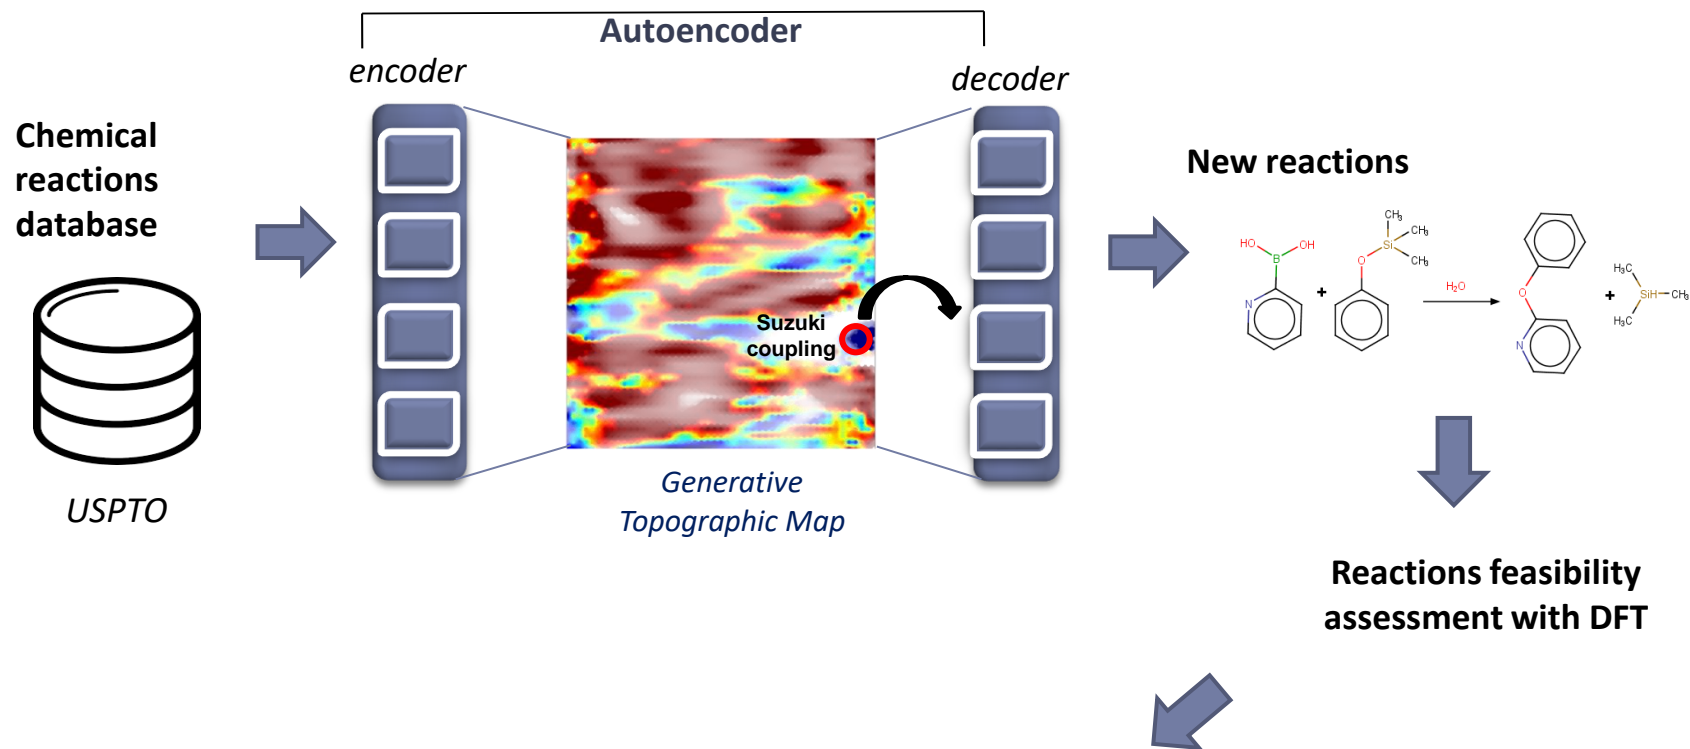 Autoencoder
encoder
decoder
Chemical
reactions
database
USPTO
Suzuki
coupling
Generative
Topographic Map
New reactions
HO
OH
B
N
+
CH₃
Si
CH₃
O
CH₃
H₂O
O
N
+
H₃C
SiH
CH₃
H₃C
Reactions feasibility
assessment with DFT